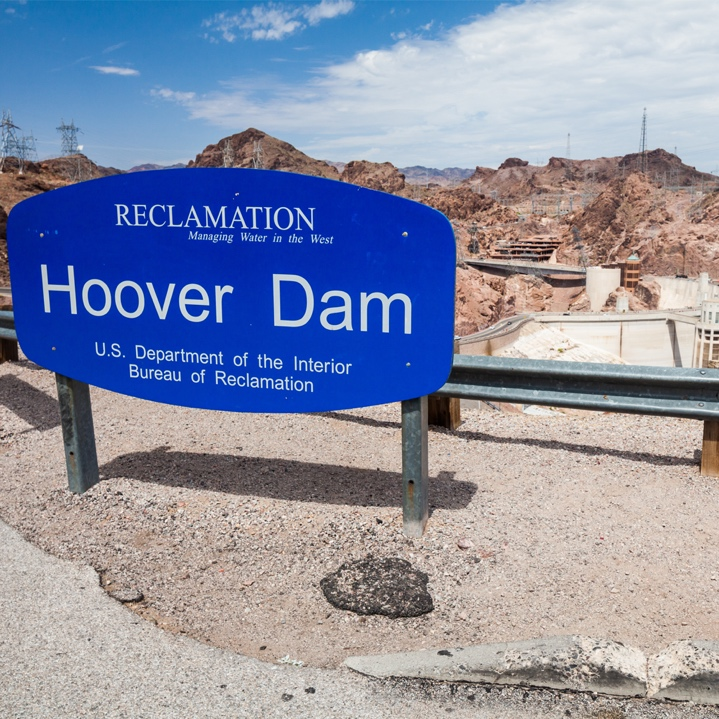 RECLAMATION
Managing Water in the West
Hoover Dam
U.S. Department of the Interior
Bureau of Reclamation